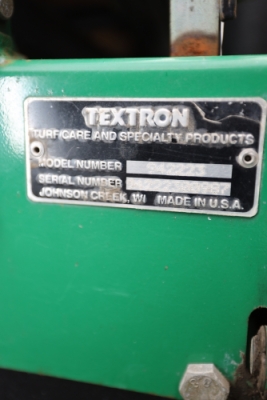 TEXTRON
TURFCARE AND SPECIALTY PRODUCTS
MODEL NUMBER
SERIAL NUMBER
JOHNSON CREEK, WI MADE IN U.S.A.